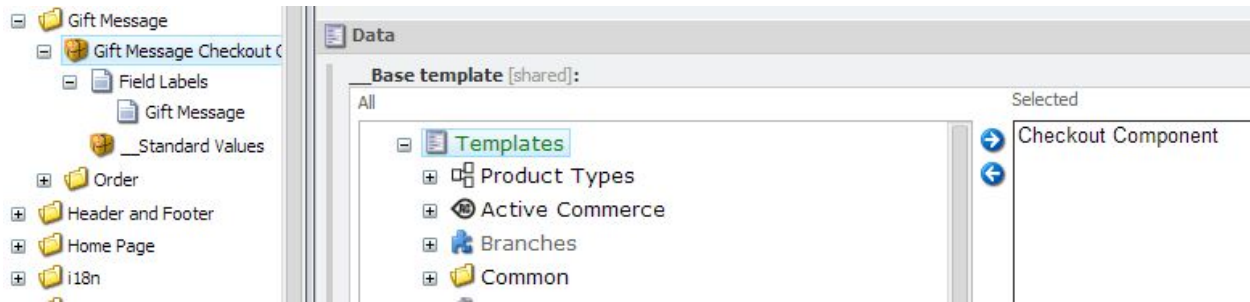 Gift Message
Gift Message Checkout C
Field Labels
Gift Message
__Standard Values
Order
Header and Footer
Home Page
i18n
Data
__Base template [shared]:
All
Selected
Templates
Product Types
Active Commerce
Branches
Common
Checkout Component